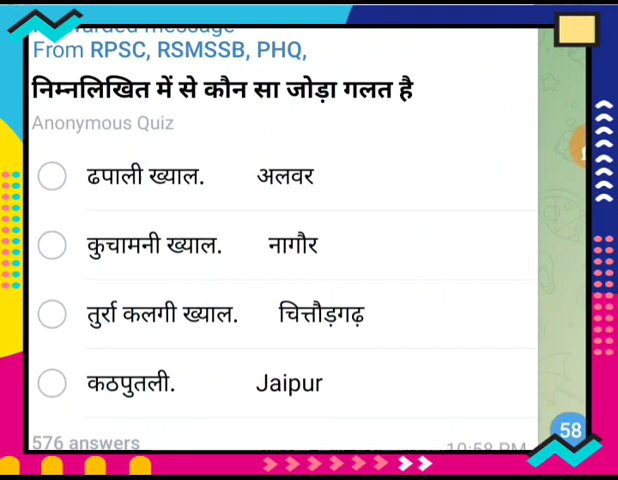 From RPSC, RSMSSB, PHQ,
निम्नलिखित में से कौन सा जोड़ा गलत है
Anonymous Quiz
ढपाली ख्याल. अलवर
कुचामनी ख्याल. नागौर
तुर्रा कलगी ख्याल. चित्तौड़गढ़
कठपुतली. Jaipur
576 answers
58